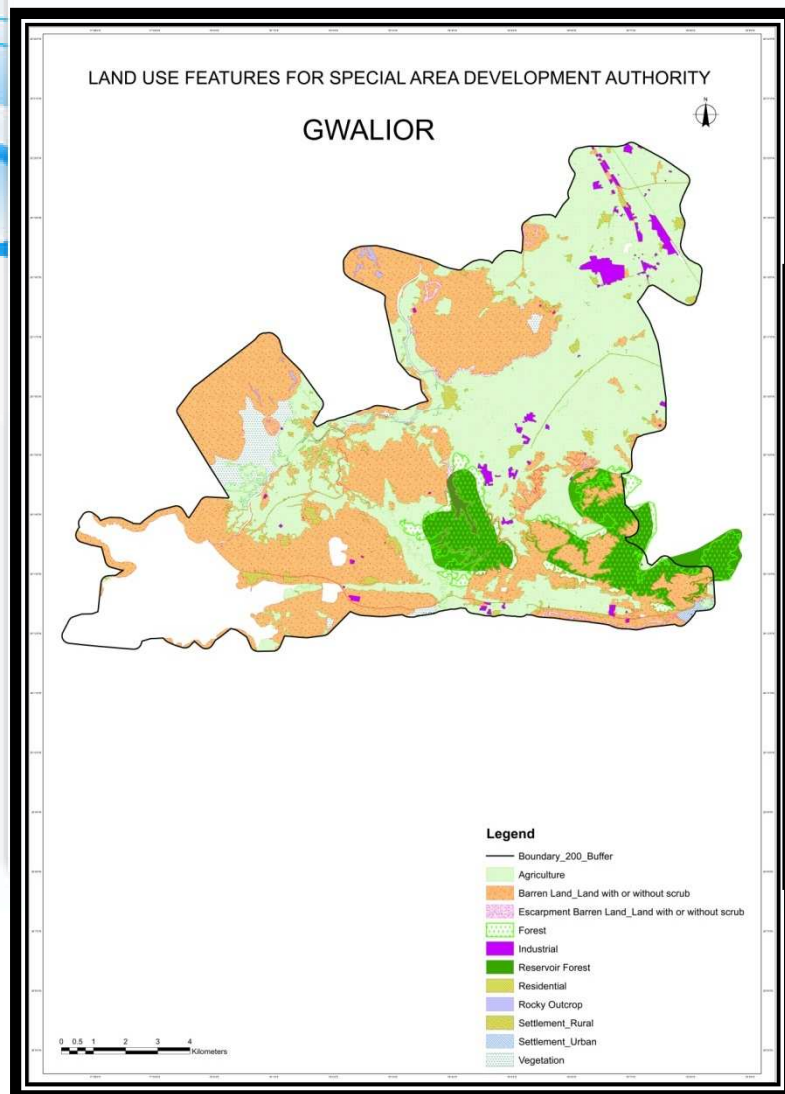 LAND USE FEATURES FOR SPECIAL AREA DEVELOPMENT AUTHORITY
GWALIOR
N
Legend
Boundary_200_Buffer
Agriculture
Barren Land_Land with or without scrub
Escarpment Barren Land_Land with or without scrub
Forest
Industrial
Reservoir Forest
Residential
Rocky Outcrop
Settlement_Rural
Settlement_Urban
Vegetation
0 0.5 1 2 3 4
Kilometers